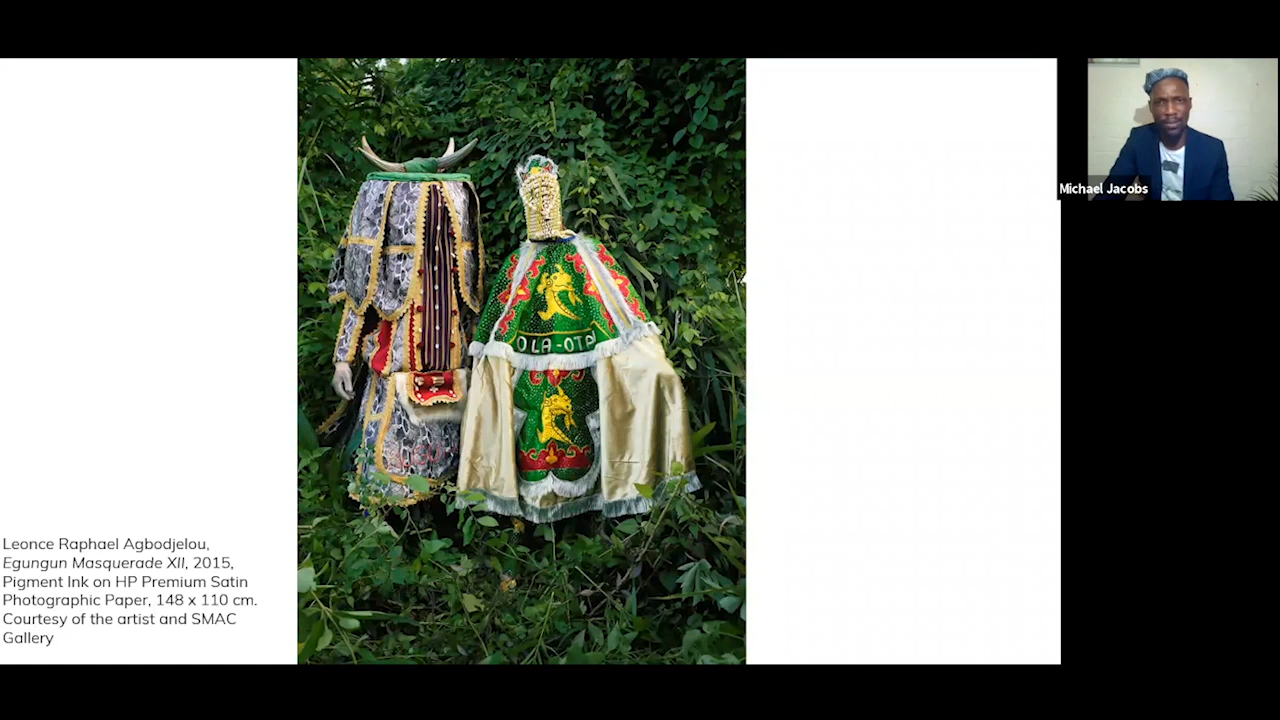 Leonce Raphael Agbodjelou,
Egungun Masquerade XII, 2015,
Pigment Ink on HP Premium Satin
Photographic Paper, 148 x 110 cm.
Courtesy of the artist and SMAC
Gallery
OLA-OTA
Michael Jacobs